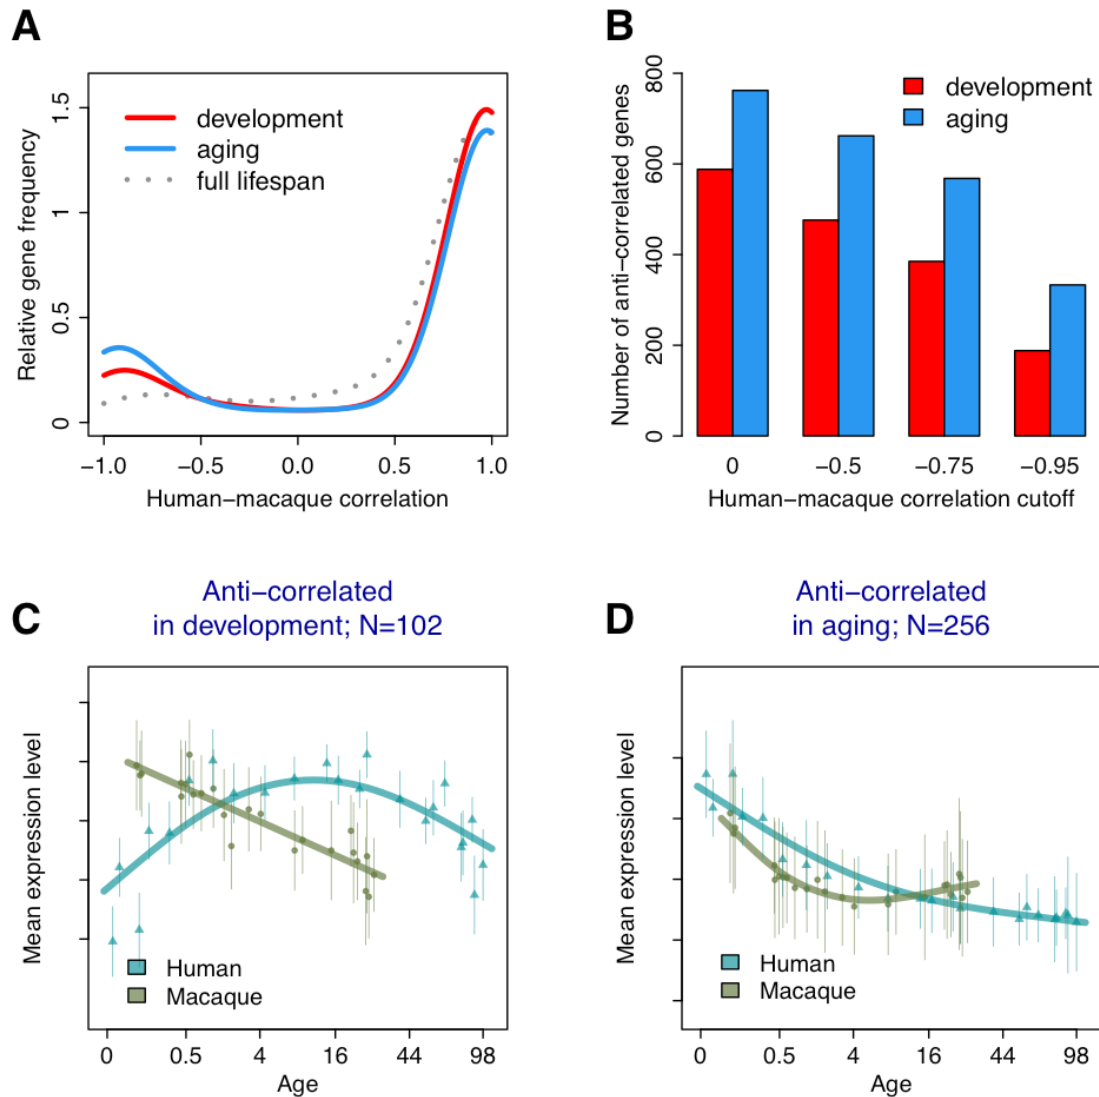 A
Relative gene frequency
1.5
1
0.5
0
development
aging
full lifespan
−1.0 −0.5 0.0 0.5 1.0
Human−macaque correlation
B
Number of anti−correlated genes
800
600
400
200
0
development
aging
0 −0.5 −0.75 −0.95
Human−macaque correlation cutoff
C
Anti−correlated
in development; N=102
Mean expression level
Human
Macaque
0 0.5 4 16 44 98
Age
D
Anti−correlated
in aging; N=256
Mean expression level
Human
Macaque
0 0.5 4 16 44 98
Age